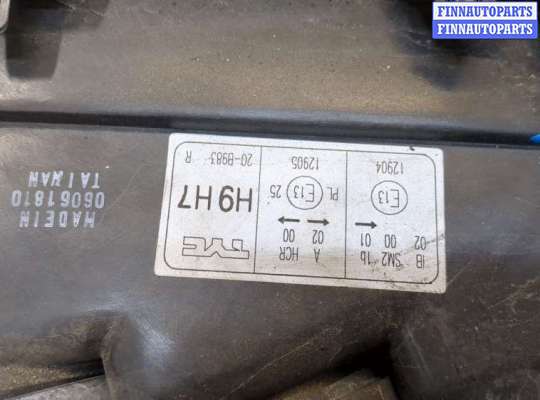 FINNAUTOPARTS
FINNAUTOPARTS
IB SM2 1b
02 00 01
E13
12904
A HCR
02 00
E13 25 PL
12905
TYC
H9 H7
20-B983 R
MADE IN
TAIWAN
06061810